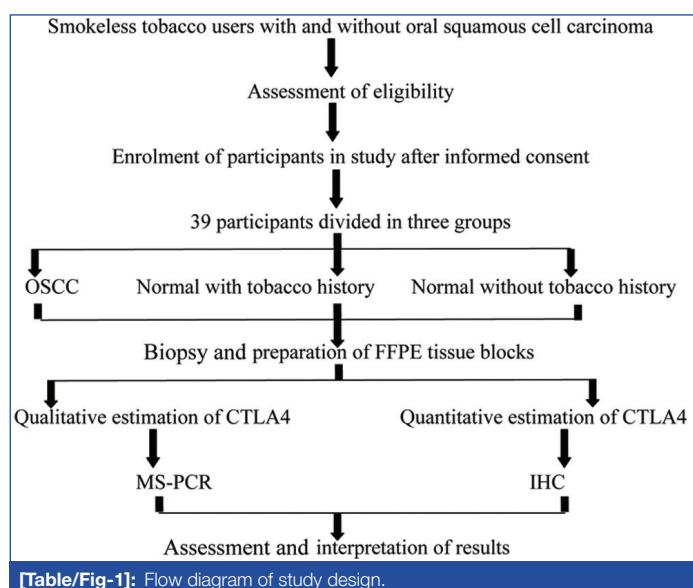 Smokeless tobacco users with and without oral squamous cell carcinoma
Assessment of eligibility
Enrolment of participants in study after informed consent
39 participants divided in three groups
OSCC Normal with tobacco history Normal without tobacco history
Biopsy and preparation of FFPE tissue blocks
Qualitative estimation of CTLA4 Quantitative estimation of CTLA4
MS-PCR IHC
Assessment and interpretation of results
[Table/Fig-1]: Flow diagram of study design.